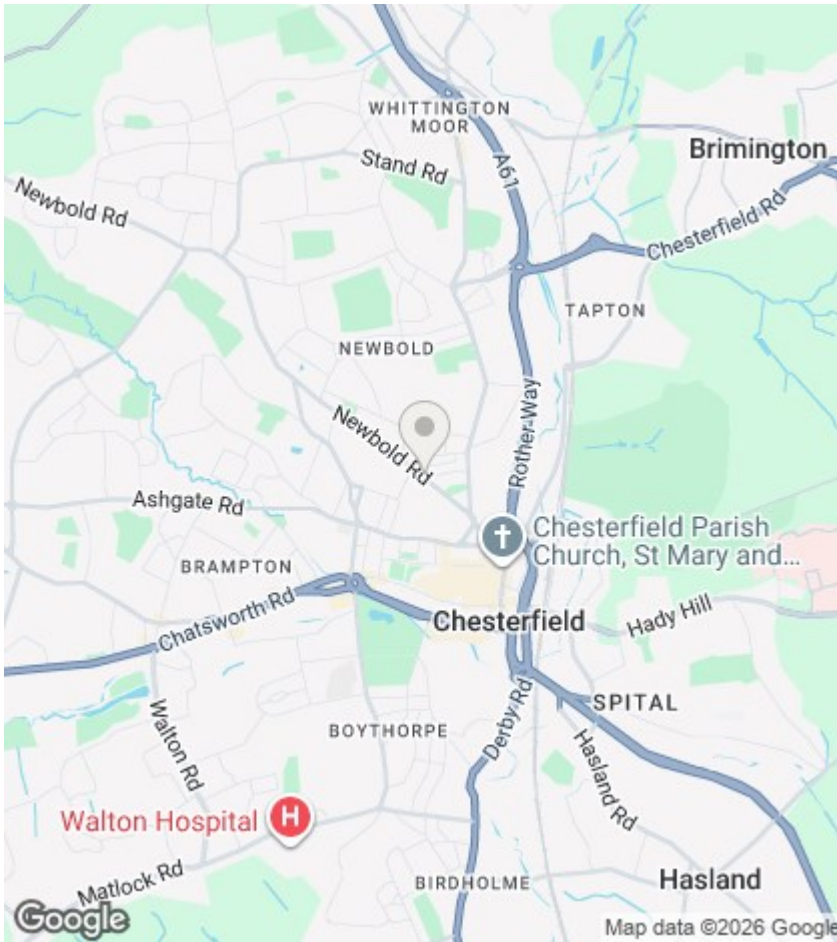 WHITTINGTON
MOOR
Brimington
Stand Rd
A61
Newbold Rd
Chesterfield Rd
TAPTON
NEWBOLD
Rother Way
Newbold Rd
Ashgate Rd
Chesterfield Parish
Church, St Mary and...
BRAMPTON
Chatsworth Rd
Chesterfield
Hady Hill
Walton Rd
SPITAL
Derby Rd
BOYTHORPE
Hasland Rd
Walton Hospital
H
Matlock Rd
BIRDHOLME
Hasland
Google
Map data ©2026 Google